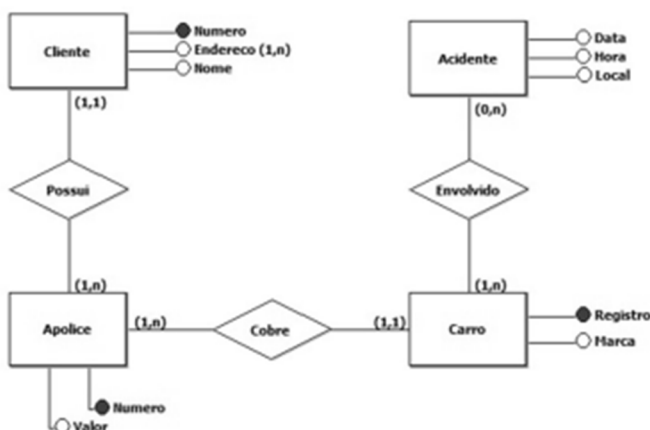 Cliente
Numero
Endereco (1,n)
Nome
Acidente
Data
Hora
Local
(1,1)
(0,n)
Possui
Envolvido
(1,n)
(1,n)
Apolice
(1,n)
Cobre
(1,1)
Carro
Registro
Marca
Numero
Valor